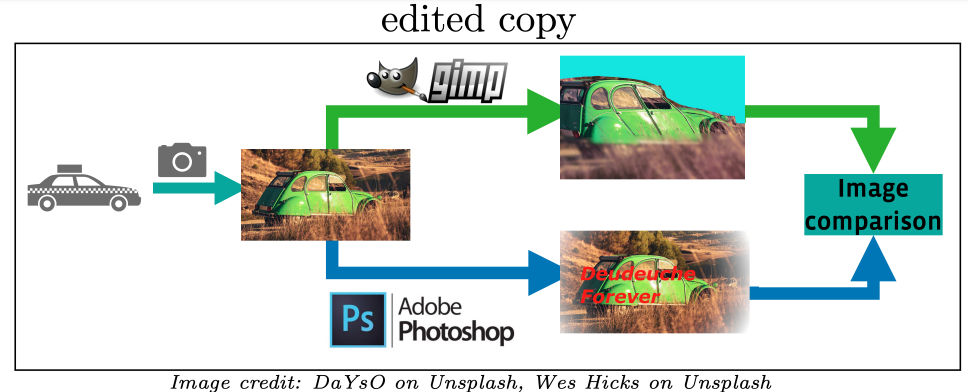 edited copy
gimp
Image
comparison
Deudeuche
Forever
Ps
Adobe
Photoshop
Image credit: DaYsO on Unsplash, Wes Hicks on Unsplash